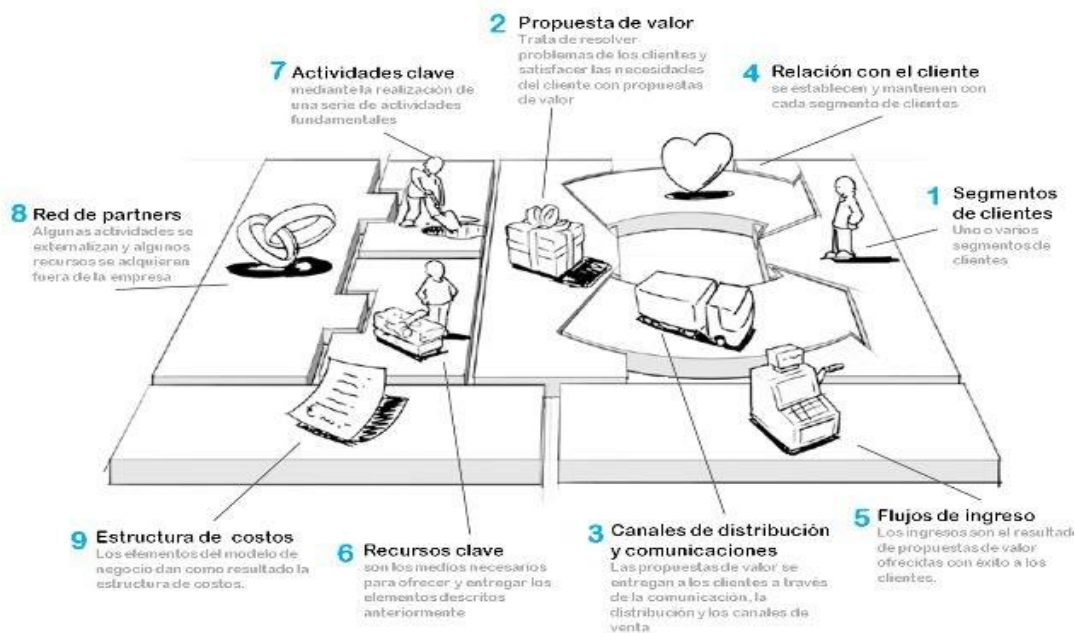 2 Propuesta de valor
Trata de resolver
problemas de los clientes y
satisfacer las necesidades
del cliente con propuestas
de valor
7 Actividades clave
mediante la realización de
una serie de actividades
fundamentales
4 Relación con el cliente
se establecen y mantienen con
cada segmento de clientes
8 Red de partners
Algunas actividades se
externalizan y algunos
recursos se adquieren
fuera de la empresa
1 Segmentos
de clientes
Uno o varios
segmentos de
clientes
9 Estructura de costos
Los elementos del modelo de
negocio dan como resultado la
estructura de costos.
6 Recursos clave
son los medios necesarios
para ofrecer y entregar los
elementos descritos
anteriormente
3 Canales de distribución
y comunicaciones
Las propuestas de valor se
entregan a los clientes a través
de la comunicación, la
distribución y los canales de
venta
5 Flujos de ingreso
Los ingresos son el resultado
de propuestas de valor
ofrecidas con éxito a los
clientes.